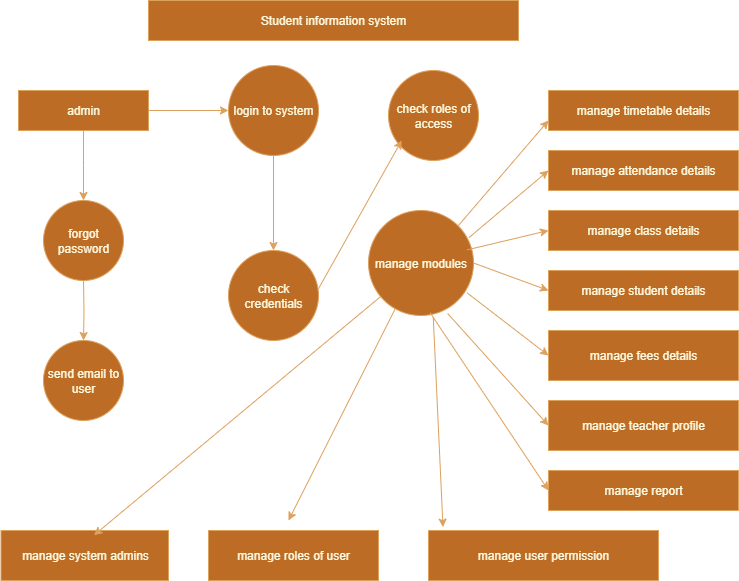 Student information system
admin
login to system
check roles of
access
manage timetable details
manage attendance details
forgot
password
manage class details
manage modules
check
credentials
manage student details
send email to
user
manage fees details
manage teacher profile
manage report
manage system admins
manage roles of user
manage user permission